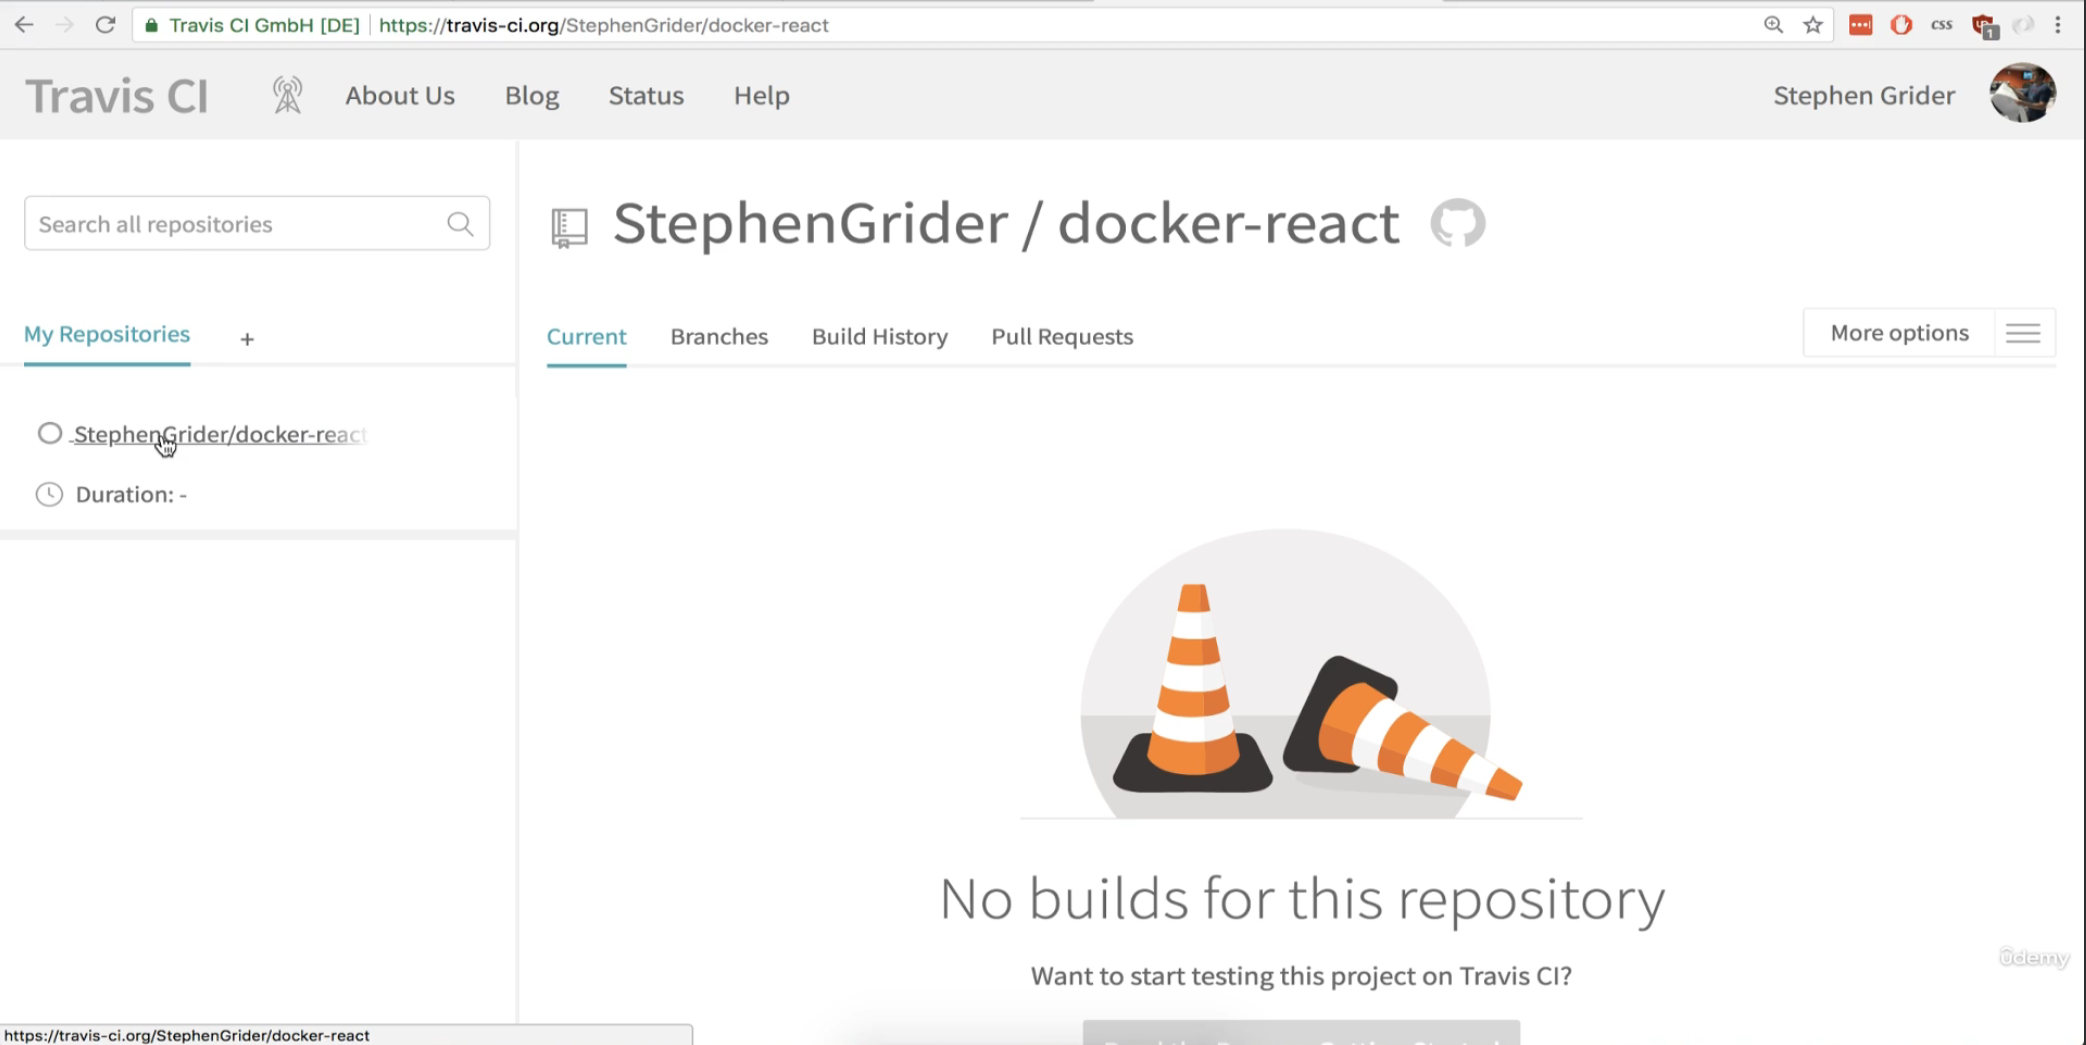 Travis CI GmbH [DE] https://travis-ci.org/StephenGrider/docker-react
css
1
Travis CI About Us Blog Status Help Stephen Grider
Search all repositories
StephenGrider / docker-react
My Repositories +
Current Branches Build History Pull Requests More options
StephenGrider/docker-react
Duration: -
No builds for this repository
Want to start testing this project on Travis CI?
ûdemy
https://travis-ci.org/StephenGrider/docker-react